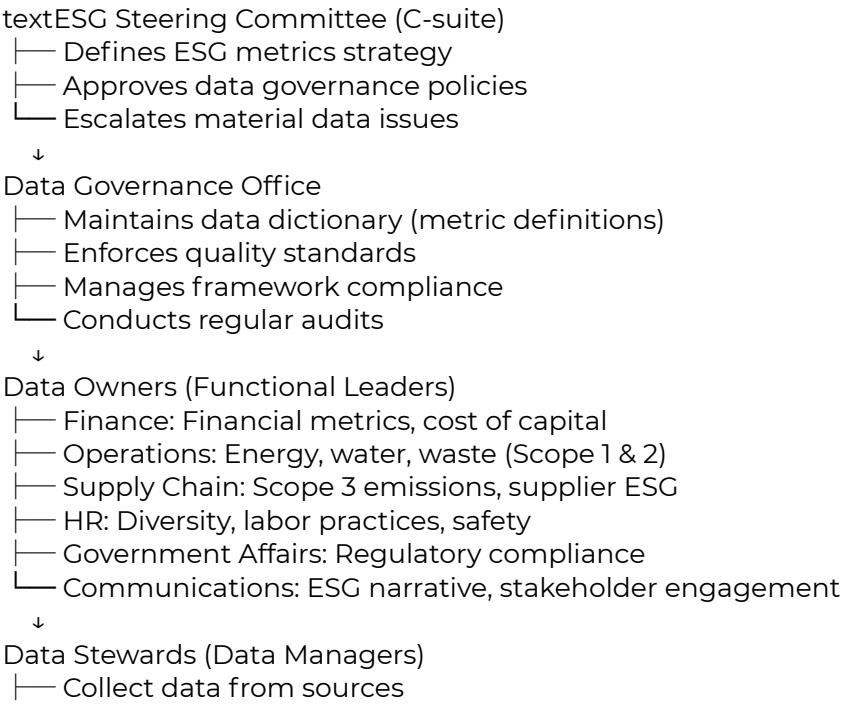 textESG Steering Committee (C-suite)
├── Defines ESG metrics strategy
├── Approves data governance policies
└── Escalates material data issues
↓
Data Governance Office
├── Maintains data dictionary (metric definitions)
├── Enforces quality standards
├── Manages framework compliance
└── Conducts regular audits
↓
Data Owners (Functional Leaders)
├── Finance: Financial metrics, cost of capital
├── Operations: Energy, water, waste (Scope 1 & 2)
├── Supply Chain: Scope 3 emissions, supplier ESG
├── HR: Diversity, labor practices, safety
├── Government Affairs: Regulatory compliance
└── Communications: ESG narrative, stakeholder engagement
↓
Data Stewards (Data Managers)
├── Collect data from sources